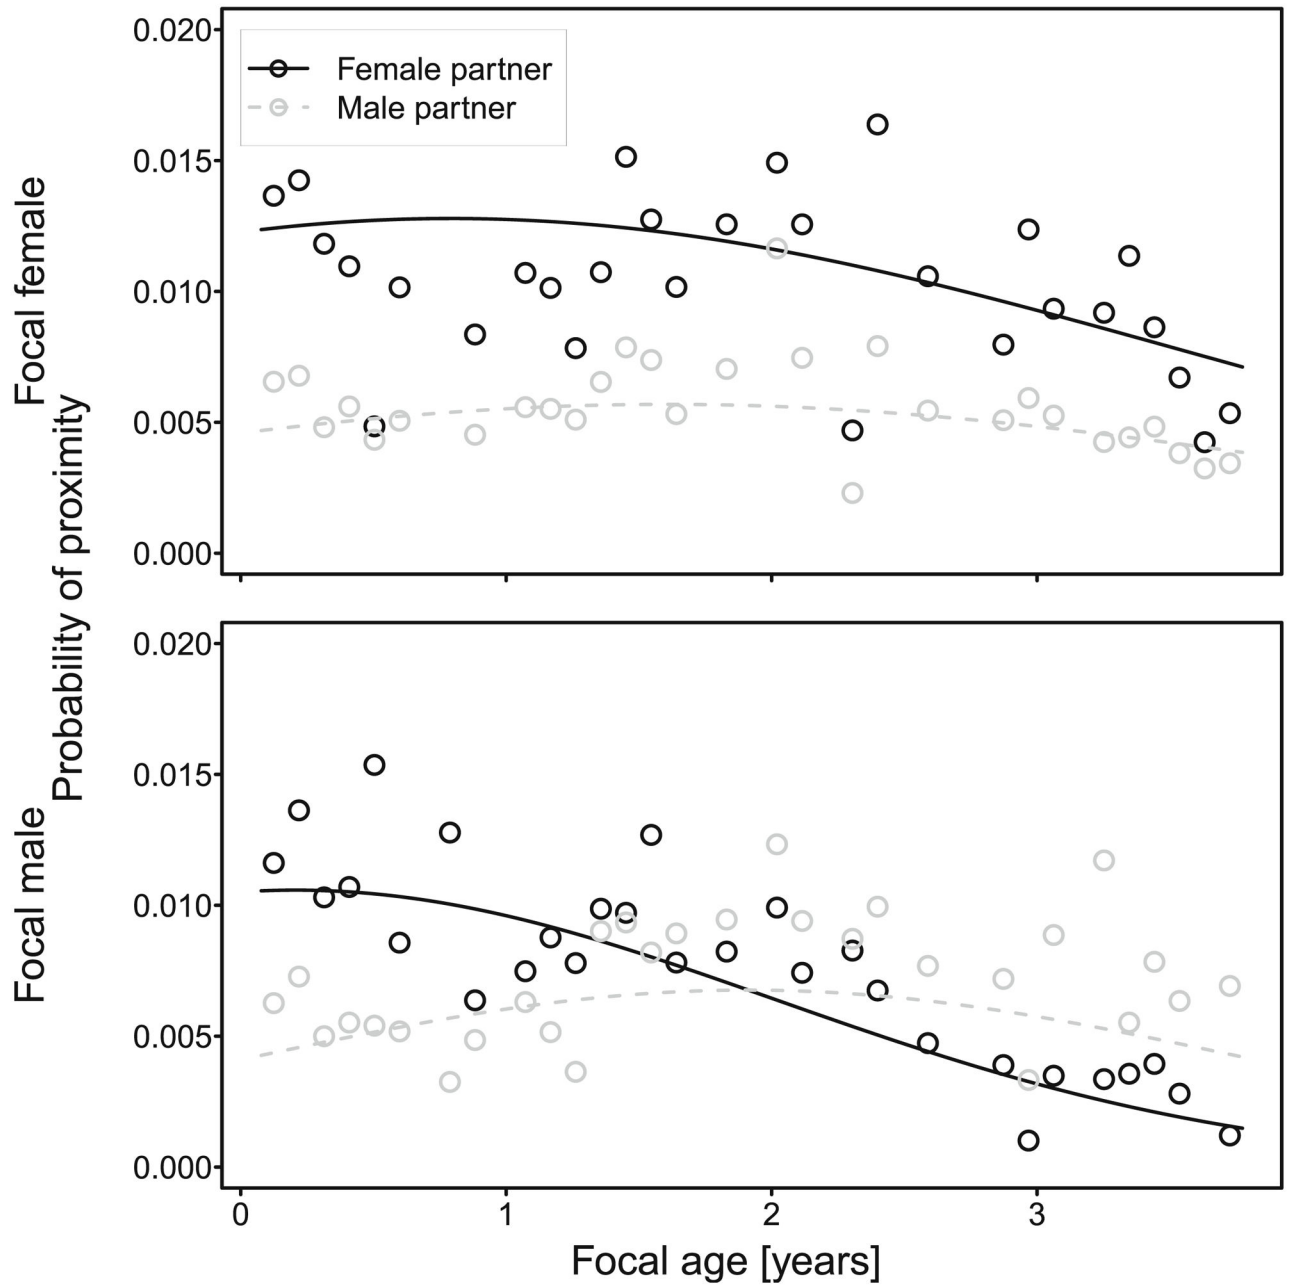 Focal female
Probability of proximity
Focal male
0.020
0.015
0.010
0.005
0.000
Female partner
Male partner
0.020
0.015
0.010
0.005
0.000
0
1
2
3
Focal age [years]